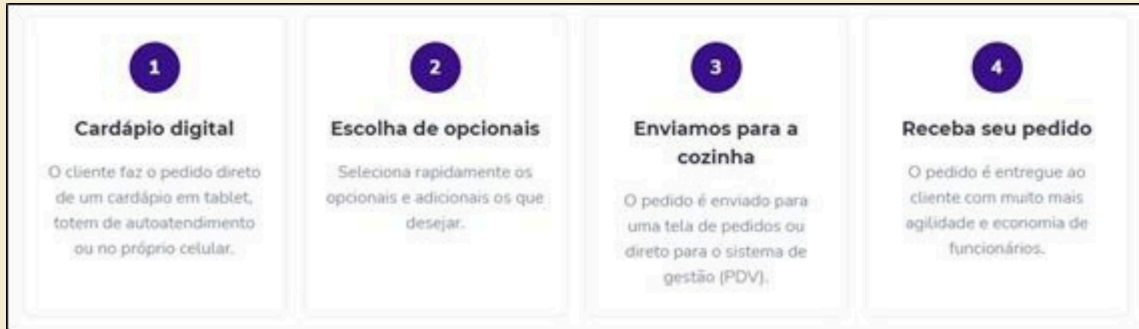 1
Cardápio digital
O cliente faz o pedido direto
de um cardápio em tablet,
totem de autoatendimento
ou no próprio celular.
2
Escolha de opcionais
Seleciona rapidamente os
opcionais e adicionais os que
desejar.
3
Enviamos para a
cozinha
O pedido é enviado para
uma tela de pedidos ou
direto para o sistema de
gestão (PDV).
4
Receba seu pedido
O pedido é entregue ao
cliente com muito mais
agilidade e economia de
funcionários.